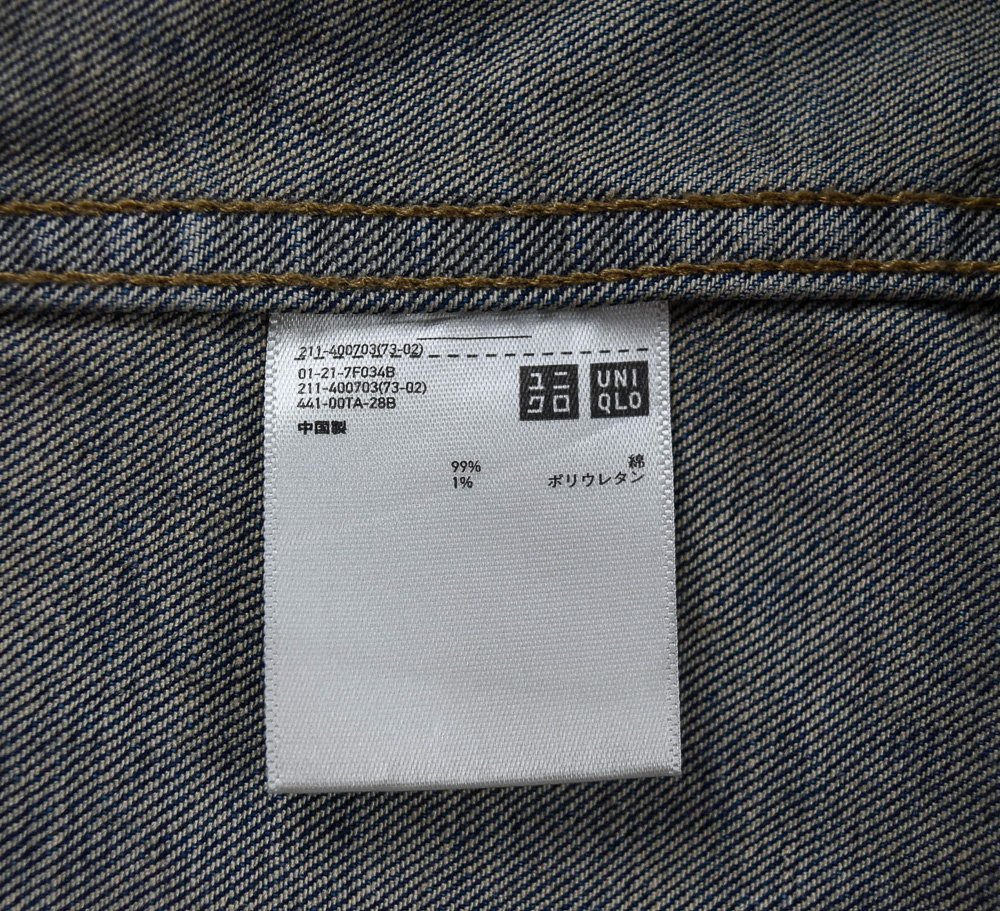 211-400703(73-02)
01-21-7F034B
211-400703(73-02)
441-00TA-28B
中国製
ユニ
クロ
UNI
QLO
99% 綿
1% ポリウレタン